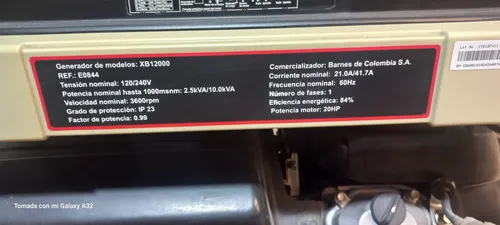 Generador de modelos: XB12000
REF.: E0844
Tensión nominal: 120/240V
Potencia nominal hasta 1000msnm: 2.5kVA/10.0kVA
Velocidad nominal: 3600rpm
Grado de protección: IP 23
Factor de potencia: 0.99
Comercializador: Barnes de Colombia S.A.
Corriente nominal: 21.0A/41.7A
Frecuencia nominal: 60Hz
Número de fases: 1
Eficiencia energética: 84%
Potencia motor: 20HP
Tomada con mi Galaxy A32